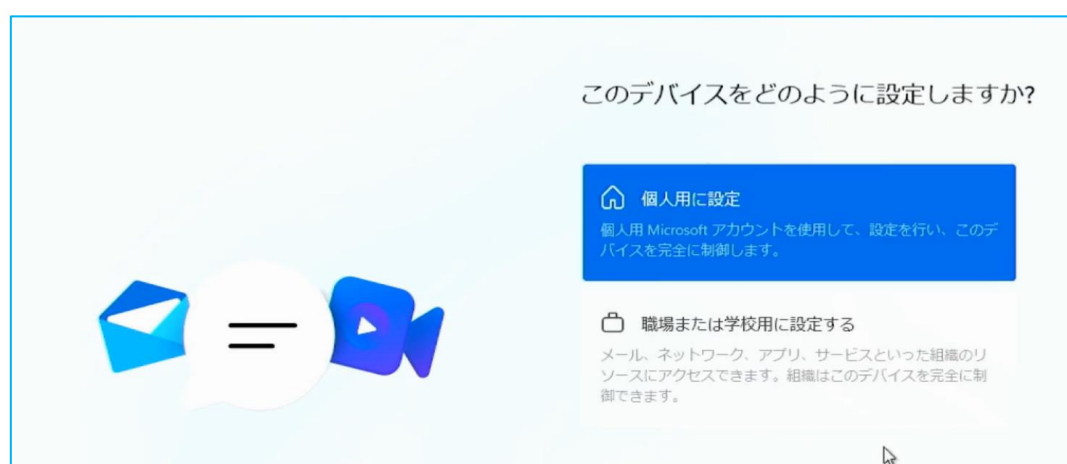 このデバイスをどのように設定しますか?
個人用に設定
個人用 Microsoft アカウントを使用して、設定を行い、このデ
バイスを完全に制御します。
職場または学校用に設定する
メール、ネットワーク、アプリ、サービスといった組織のリ
ソースにアクセスできます。組織はこのデバイスを完全に制
御できます。